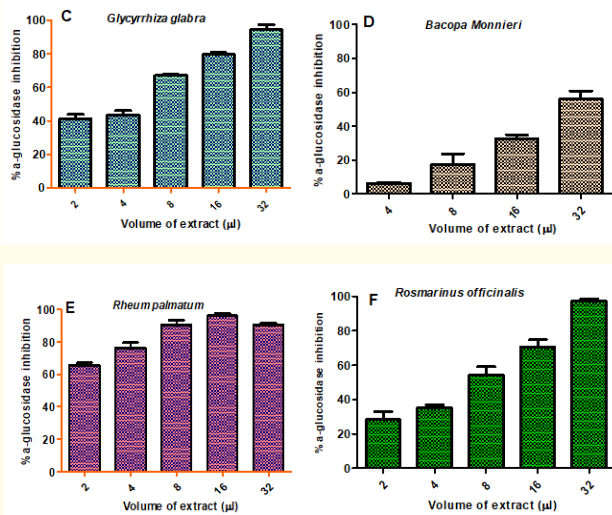 C
Glycyrrhiza glabra
% a-glucosidase inhibition
100
80
60
40
20
0
2 4 8 16 32
Volume of extract (µl)
D
Bacopa Monnieri
% a-glucosidase inhibition
100
80
60
40
20
0
4 8 16 32
Volume of extract (µl)
E
Rheum palmatum
% a-glucosidase inhibition
100
80
60
40
20
0
2 4 8 16 32
Volume of extract (µl)
F
Rosmarinus officinalis
% a-glucosidase inhibition
100
80
60
40
20
0
2 4 8 16 32
Volume of extract (µl)